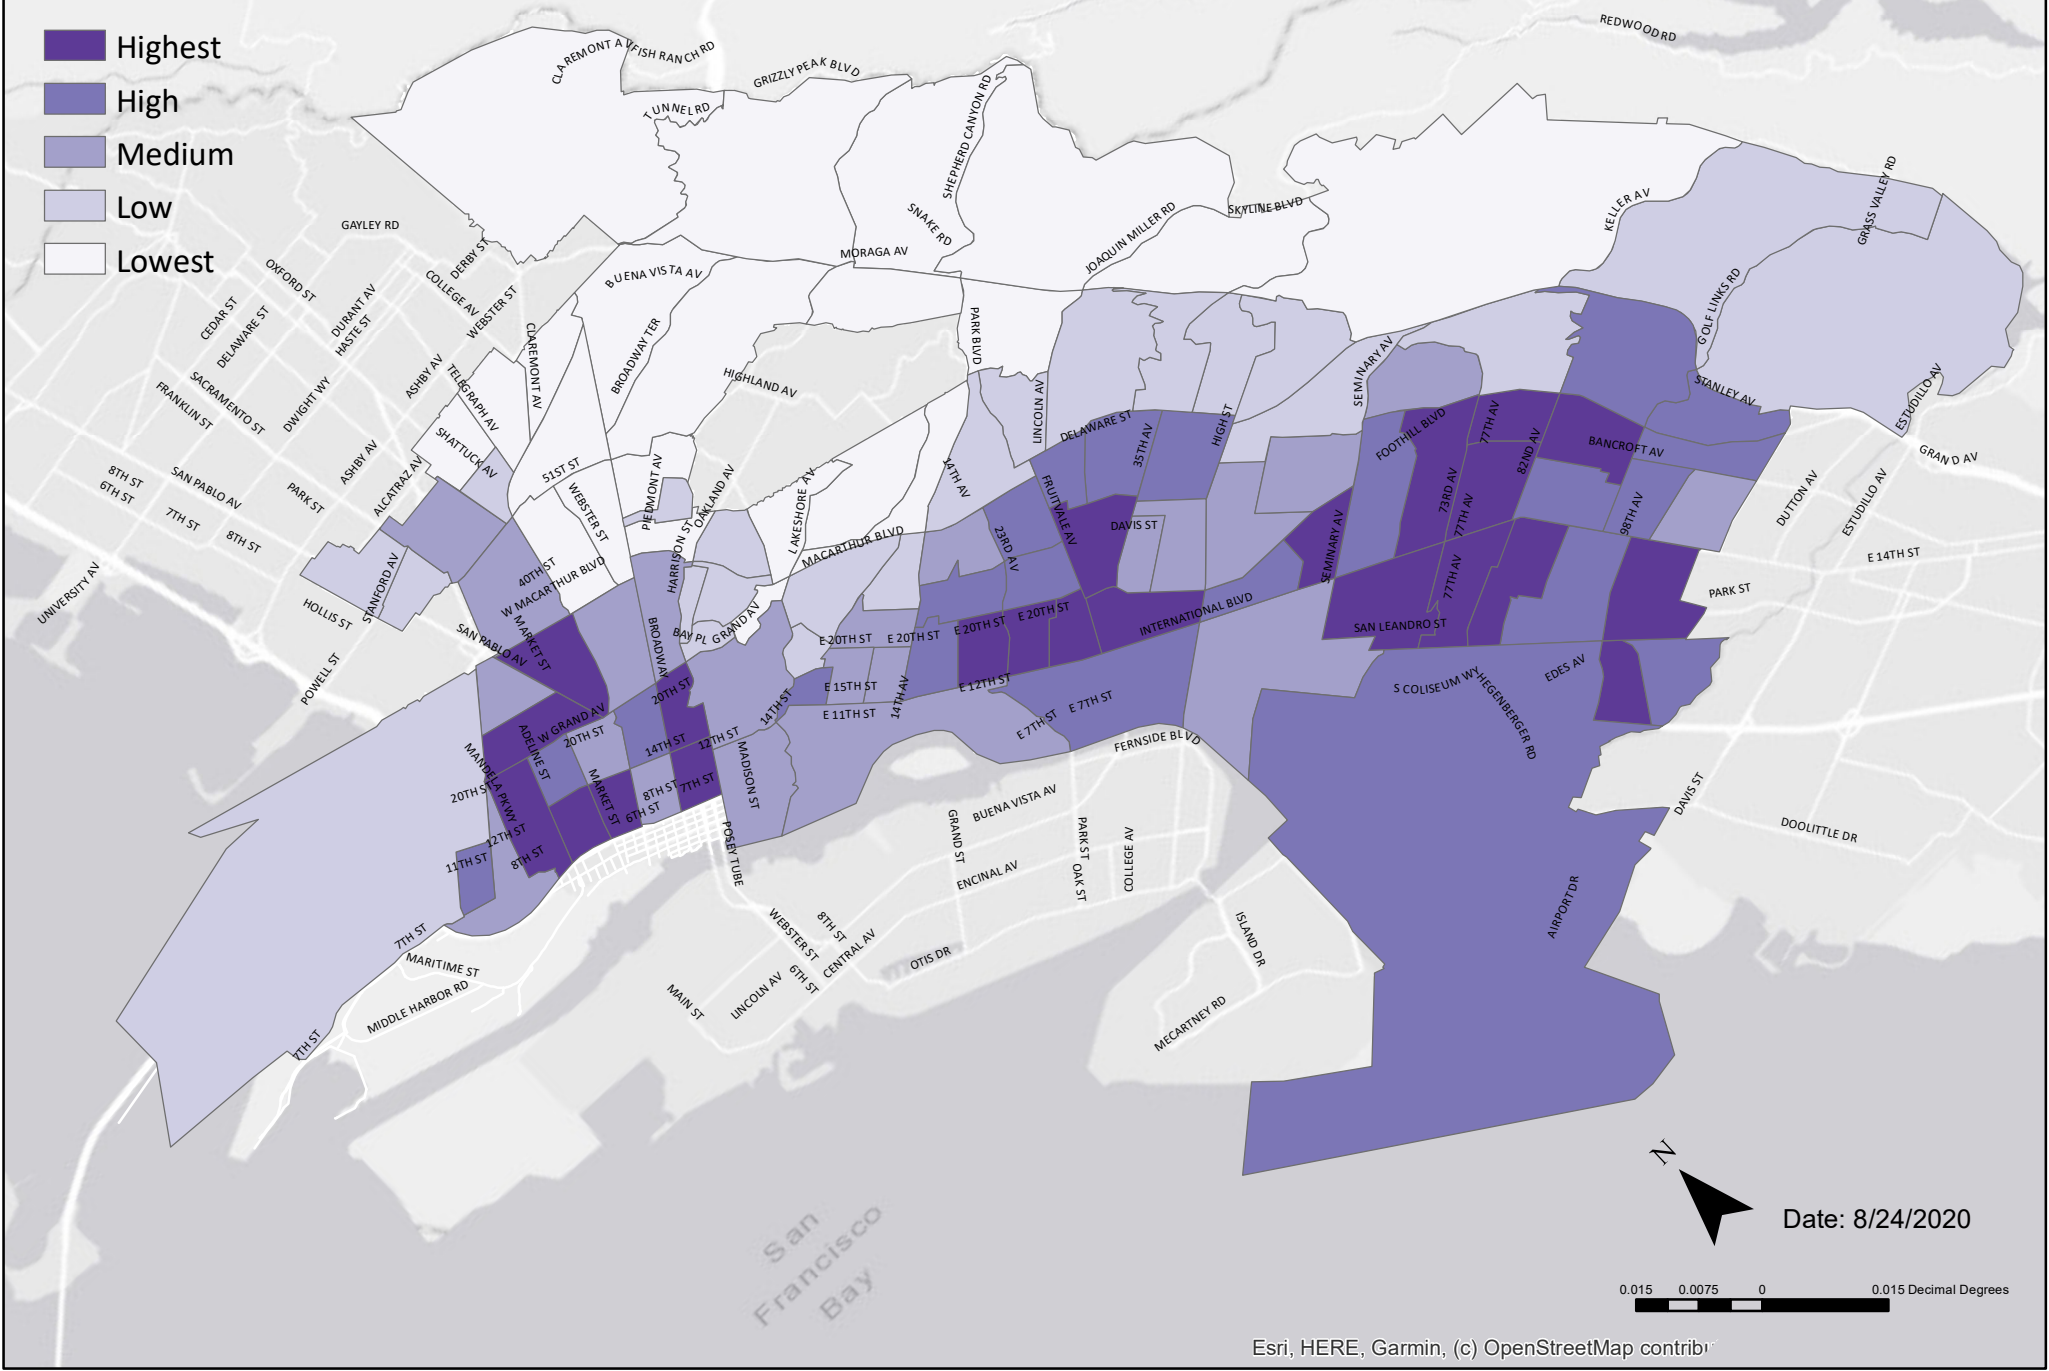 Highest
High
Medium
Low
Lowest
REDWOOD RD
CLAREMONT AV
FISH RANCH RD
GRIZZLY PEAK BLVD
TUNNEL RD
SHEPHERD CANYON RD
SNAKE RD
MORAGA AV
JOAQUIN MILLER RD
SKYLINE BLVD
KELLER AV
GRASS VALLEY RD
GOLF LINKS RD
GAYLEY RD
DERBY ST
OXFORD ST
COLLEGE AV
WEBSTER ST
DURANT AV
HASTE ST
CEDAR ST
DELAWARE ST
BUENA VISTA AV
CLAREMONT AV
BROADWAY TER
PARK BLVD
HIGHLAND AV
SACRAMENTO ST
FRANKLIN ST
DWIGHT WY
ASHBY AV
TELEGRAPH AV
SHATTUCK AV
LINCOLN AV
DELAWARE ST
35TH AV
HIGH ST
SEMINARY AV
FOOTHILL BLVD
77TH AV
82ND AV
BANCROFT AV
STANLEY AV
ESTUDILLO AV
GRAND AV
8TH ST
6TH ST
SAN PABLO AV
7TH ST
8TH ST
PARK ST
ASHBY AV
ALCATRAZ AV
51ST ST
WEBSTER ST
PIEDMONT AV
OAKLAND AV
HARRISON ST
LAKESHORE AV
MACARTHUR BLVD
14TH AV
23RD AV
FRUITVALE AV
DAVIS ST
SEMINARY AV
73RD AV
77TH AV
98TH AV
DUTTON AV
ESTUDILLO AV
E 14TH ST
PARK ST
UNIVERSITY AV
HOLLIS ST
STANFORD AV
POWELL ST
40TH ST
W MACARTHUR BLVD
SAN PABLO AV
MARKET ST
BROADWAY
BAY PL
GRAND AV
E 20TH ST
E 20TH ST
E 20TH ST
E 20TH ST
INTERNATIONAL BLVD
77TH AV
SAN LEANDRO ST
E 15TH ST
E 11TH ST
14TH AV
E 12TH ST
E 7TH ST
E 7TH ST
S COLISEUM WY
HEGENBERGER RD
EDES AV
20TH ST
14TH ST
12TH ST
14TH ST
W GRAND AV
20TH ST
ADELINE ST
MANDELA PKWY
20TH ST
MARKET ST
8TH ST
7TH ST
6TH ST
MADISON ST
12TH ST
11TH ST
8TH ST
POSEY TUBE
FERNSIDE BLVD
BUENA VISTA AV
GRAND ST
PARK ST
OAK ST
COLLEGE AV
ENCINAL AV
DAVIS ST
DOOLITTLE DR
AIRPORT DR
7TH ST
MARITIME ST
MIDDLE HARBOR RD
7TH ST
WEBSTER ST
8TH ST
CENTRAL AV
6TH ST
LINCOLN AV
MAIN ST
OTIS DR
ISLAND DR
MECARTNEY RD
San
Francisco
Bay
N
Date: 8/24/2020
0.015 0.0075 0 0.015 Decimal Degrees
Esri, HERE, Garmin, (c) OpenStreetMap contribu